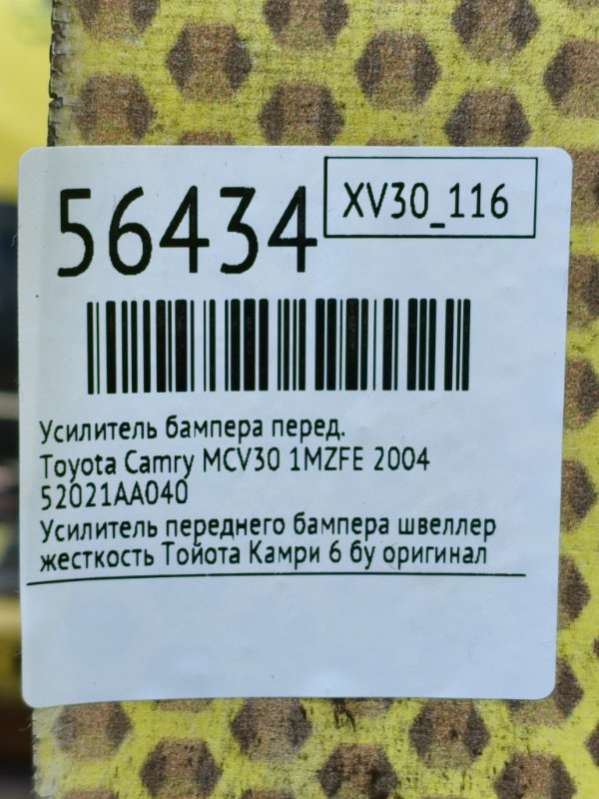 56434
XV30_116
Усилитель бампера перед.
Toyota Camry MCV30 1MZFE 2004
52021AA040
Усилитель переднего бампера швеллер
жесткость Тойота Камри 6 бу оригинал